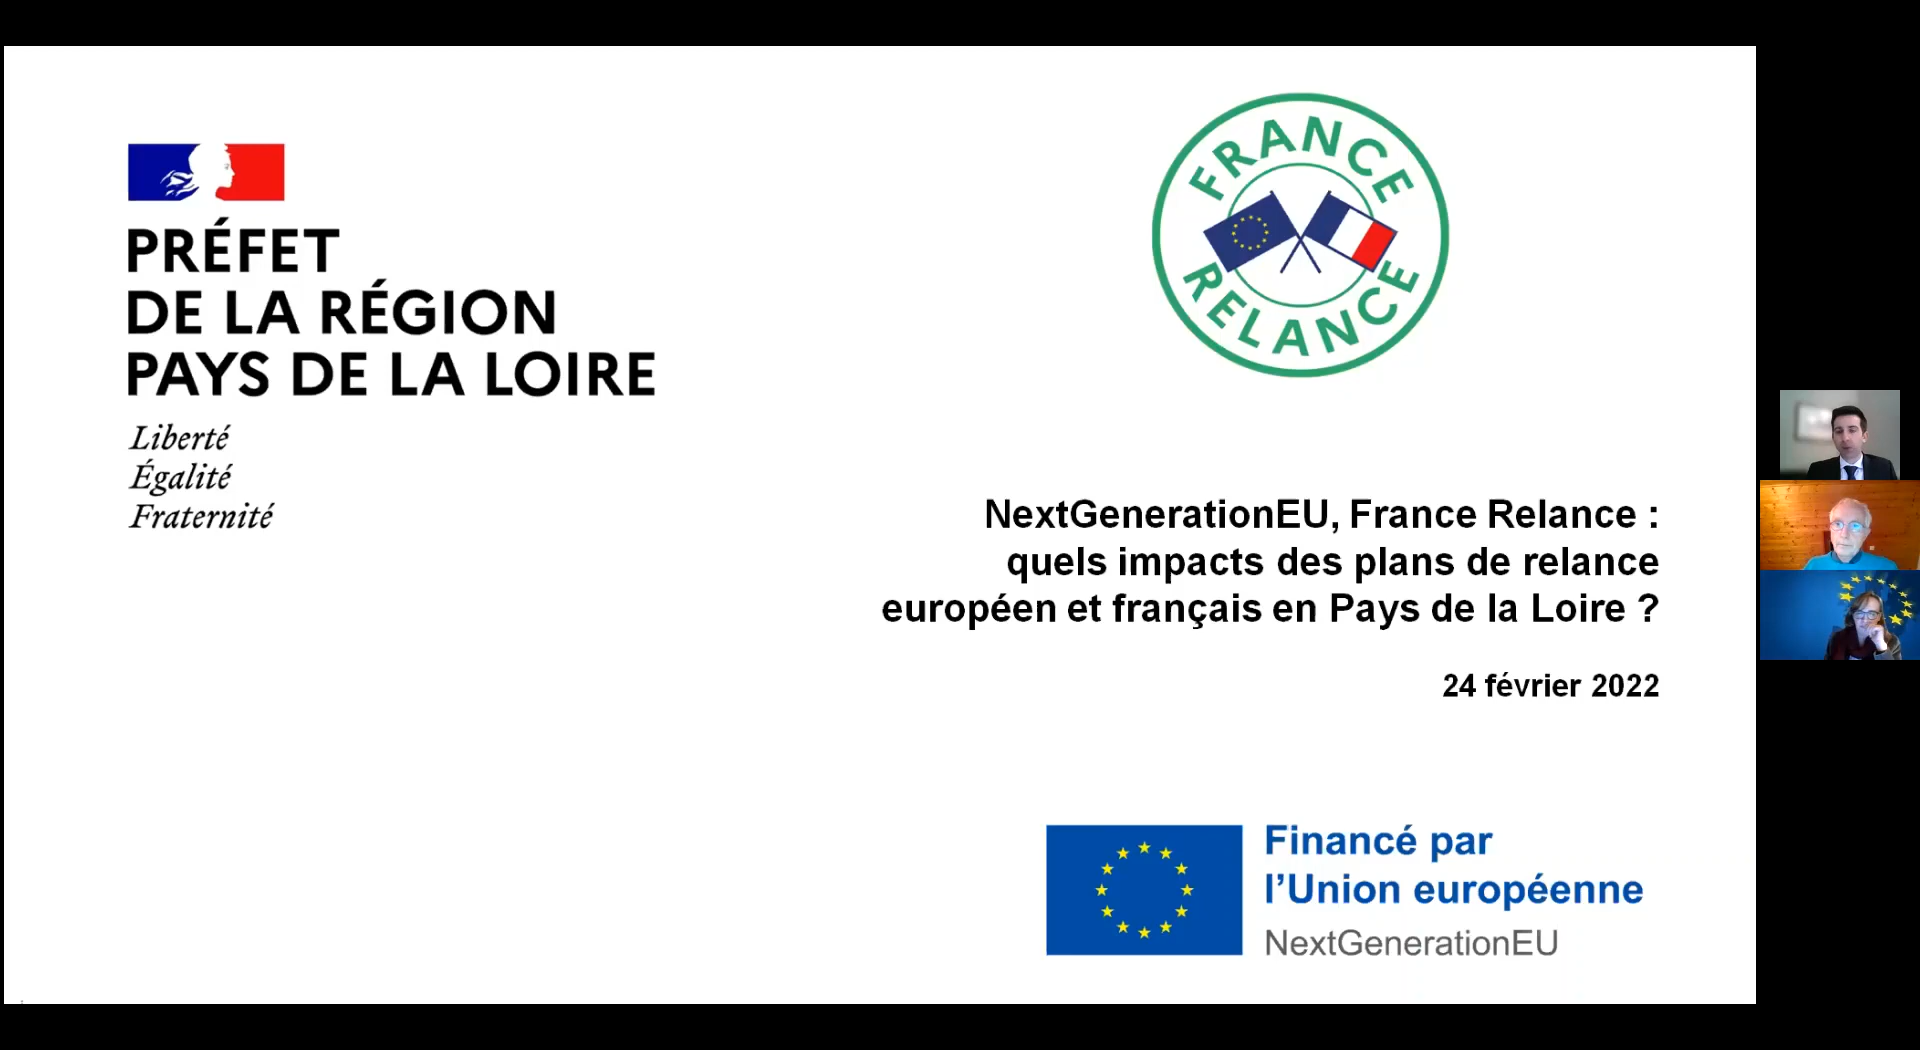 PRÉFET
DE LA RÉGION
PAYS DE LA LOIRE
Liberté
Égalité
Fraternité
FRANCE
RELANCE
NextGenerationEU, France Relance :
quels impacts des plans de relance
européen et français en Pays de la Loire ?
24 février 2022
Financé par
l’Union européenne
NextGenerationEU